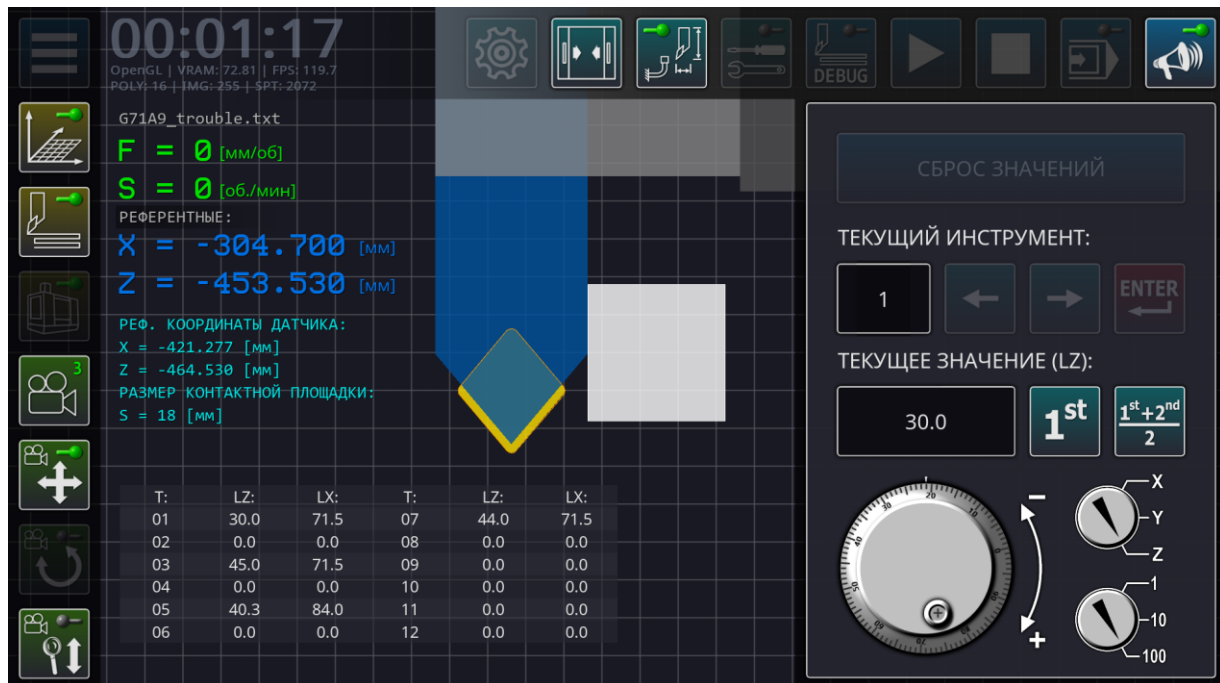 00:01:17
OpenGL | VRAM: 72.81 | FPS: 119.7
POLY: 16 | IMG: 255 | SPT: 2072
DEBUG
G71A9_trouble.txt
F = 0 [мм/об]
S = 0 [об./мин]
РЕФЕРЕНТНЫЕ:
X = -304.700 [мм]
Z = -453.530 [мм]
РЕФ. КООРДИНАТЫ ДАТЧИКА:
X = -421.277 [мм]
Z = -464.530 [мм]
РАЗМЕР КОНТАКТНОЙ ПЛОЩАДКИ:
S = 18 [мм]
3
T: LZ: LX: T: LZ: LX:
01 30.0 71.5 07 44.0 71.5
02 0.0 0.0 08 0.0 0.0
03 45.0 71.5 09 0.0 0.0
04 0.0 0.0 10 0.0 0.0
05 40.3 84.0 11 0.0 0.0
06 0.0 0.0 12 0.0 0.0
СБРОС ЗНАЧЕНИЙ
ТЕКУЩИЙ ИНСТРУМЕНТ:
1
ENTER
ТЕКУЩЕЕ ЗНАЧЕНИЕ (LZ):
30.0
1st
1st+2nd
2
X
Y
Z
1
10
100